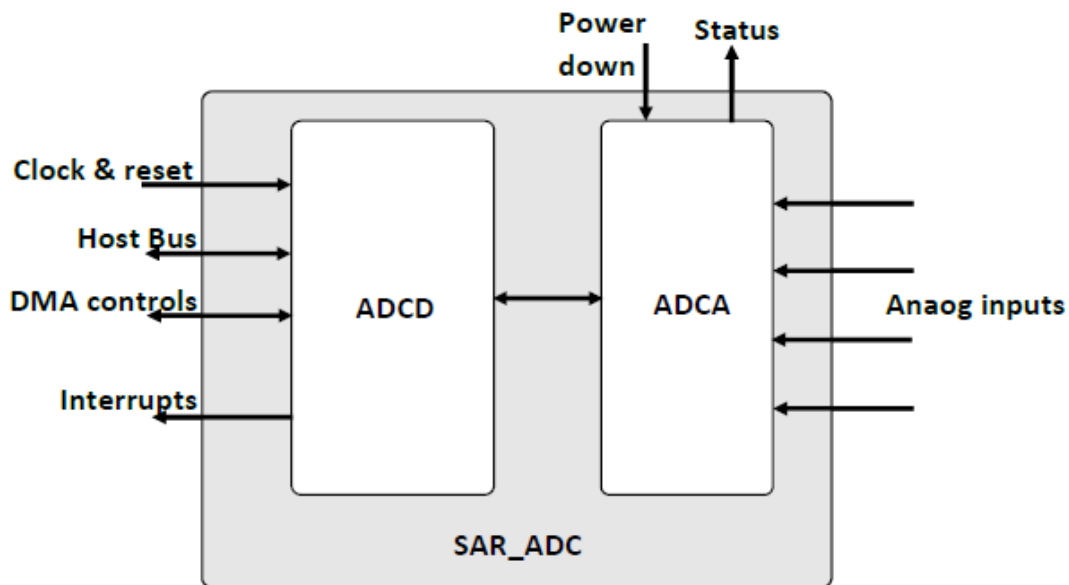 Power
down
Status
Clock & reset
Host Bus
DMA controls
Interrupts
ADCD
ADCA
Anaog inputs
SAR_ADC